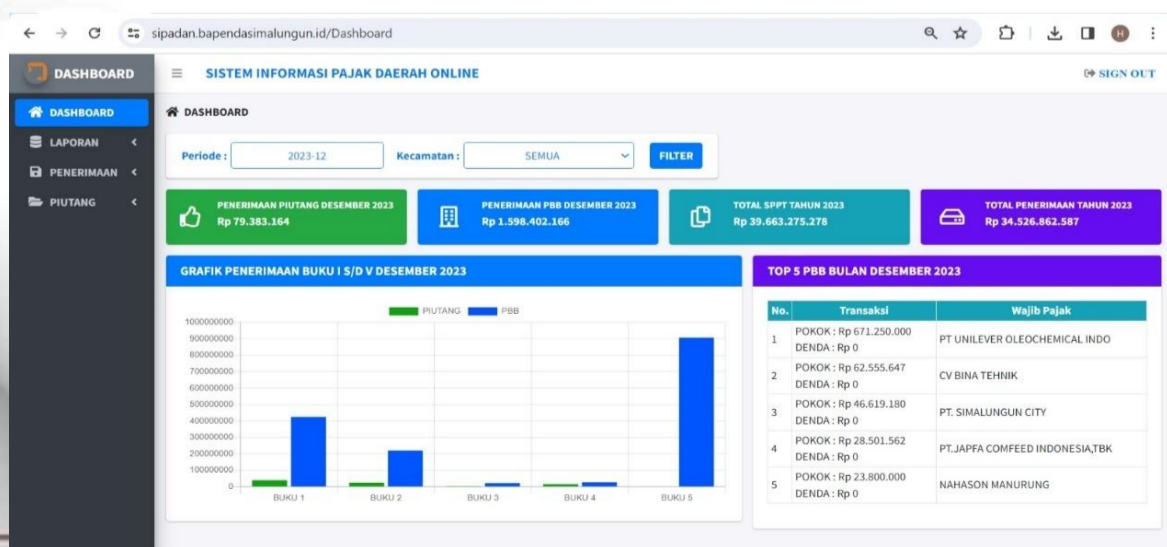 sipadan.bapendasimalungun.id/Dashboard
H
DASHBOARD
SISTEM INFORMASI PAJAK DAERAH ONLINE
SIGN OUT
DASHBOARD
LAPORAN
PENERIMAAN
PIUTANG
DASHBOARD
Periode : 2023-12 Kecamatan : SEMUA FILTER
PENERIMAAN PIUTANG DESEMBER 2023
Rp 79.383.164
PENERIMAAN PBB DESEMBER 2023
Rp 1.598.402.166
TOTAL SPPT TAHUN 2023
Rp 39.663.275.278
TOTAL PENERIMAAN TAHUN 2023
Rp 34.526.862.587
GRAFIK PENERIMAAN BUKU I S/D V DESEMBER 2023
PIUTANG PBB
1000000000
900000000
800000000
700000000
600000000
500000000
400000000
300000000
200000000
100000000
0
BUKU 1 BUKU 2 BUKU 3 BUKU 4 BUKU 5
TOP 5 PBB BULAN DESEMBER 2023
No. Transaksi Wajib Pajak
1 POKOK : Rp 671.250.000
DENDA : Rp 0
PT UNILEVER OLEOCHEMICAL INDO
2 POKOK : Rp 62.555.647
DENDA : Rp 0
CV BINA TEHNIK
3 POKOK : Rp 46.619.180
DENDA : Rp 0
PT. SIMALUNGUN CITY
4 POKOK : Rp 28.501.562
DENDA : Rp 0
PT.JAPFA COMFEED INDONESIA,TBK
5 POKOK : Rp 23.800.000
DENDA : Rp 0
NAHASON MANURUNG